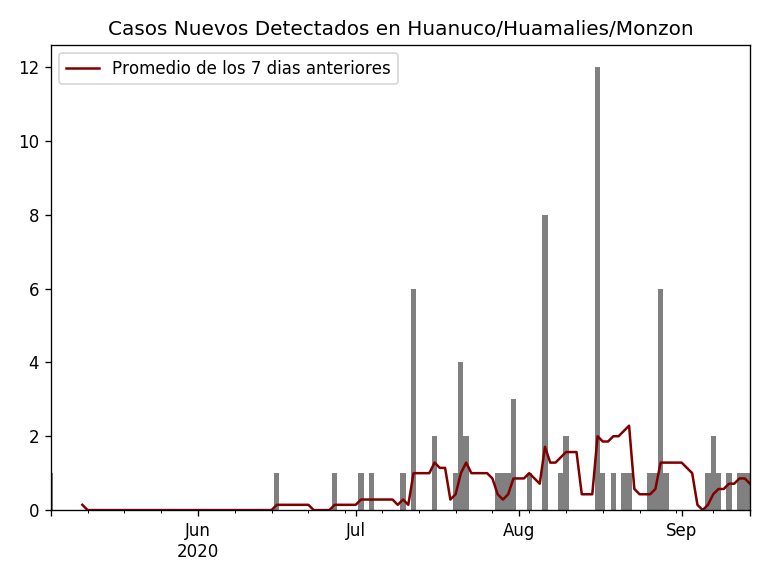 Casos Nuevos Detectados en Huanuco/Huamalies/Monzon
Promedio de los 7 dias anteriores
12
10
8
6
4
2
0
Jun
2020
Jul
Aug
Sep